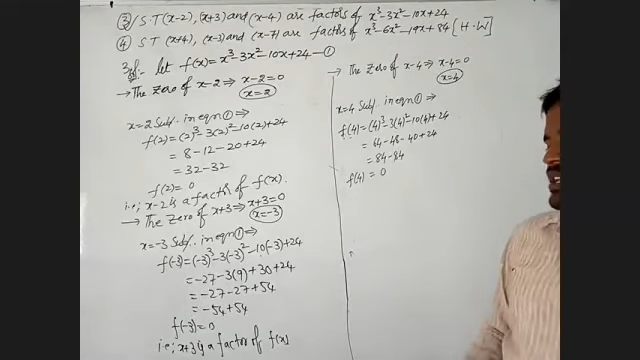 ③ S.T (x-2), (x+3) and (x-4) are factors of x³-3x²-10x+24
④ S.T (x+4), (x-3) and (x-7) are factors of x³-6x²-19x+84 [H.W]
3 Sol:- let f(x)=x³-3x²-10x+24 —①
→ The zero of x-2 ⇒ x-2=0
x=2
x=2 Sub/. in eqn ① ⇒
f(2)=(2)³-3(2)²-10(2)+24
= 8-12-20+24
= 32-32
f(2)=0
i.e; x-2 is a factor of f(x).
→ The zero of x+3 ⇒ x+3=0
x=-3
x=-3 Sub/. in eqn ① ⇒
f(-3)=(-3)³-3(-3)²-10(-3)+24
= -27-3(9)+30+24
= -27-27+54
= -54+54
f(-3)=0
i.e; x+3 is a factor of f(x)
→ The zero of x-4 ⇒ x-4=0
x=4
x=4 Sub/. in eqn ① ⇒
f(4)=(4)³-3(4)²-10(4)+24
= 64-48-40+24
= 84-84
f(4) = 0